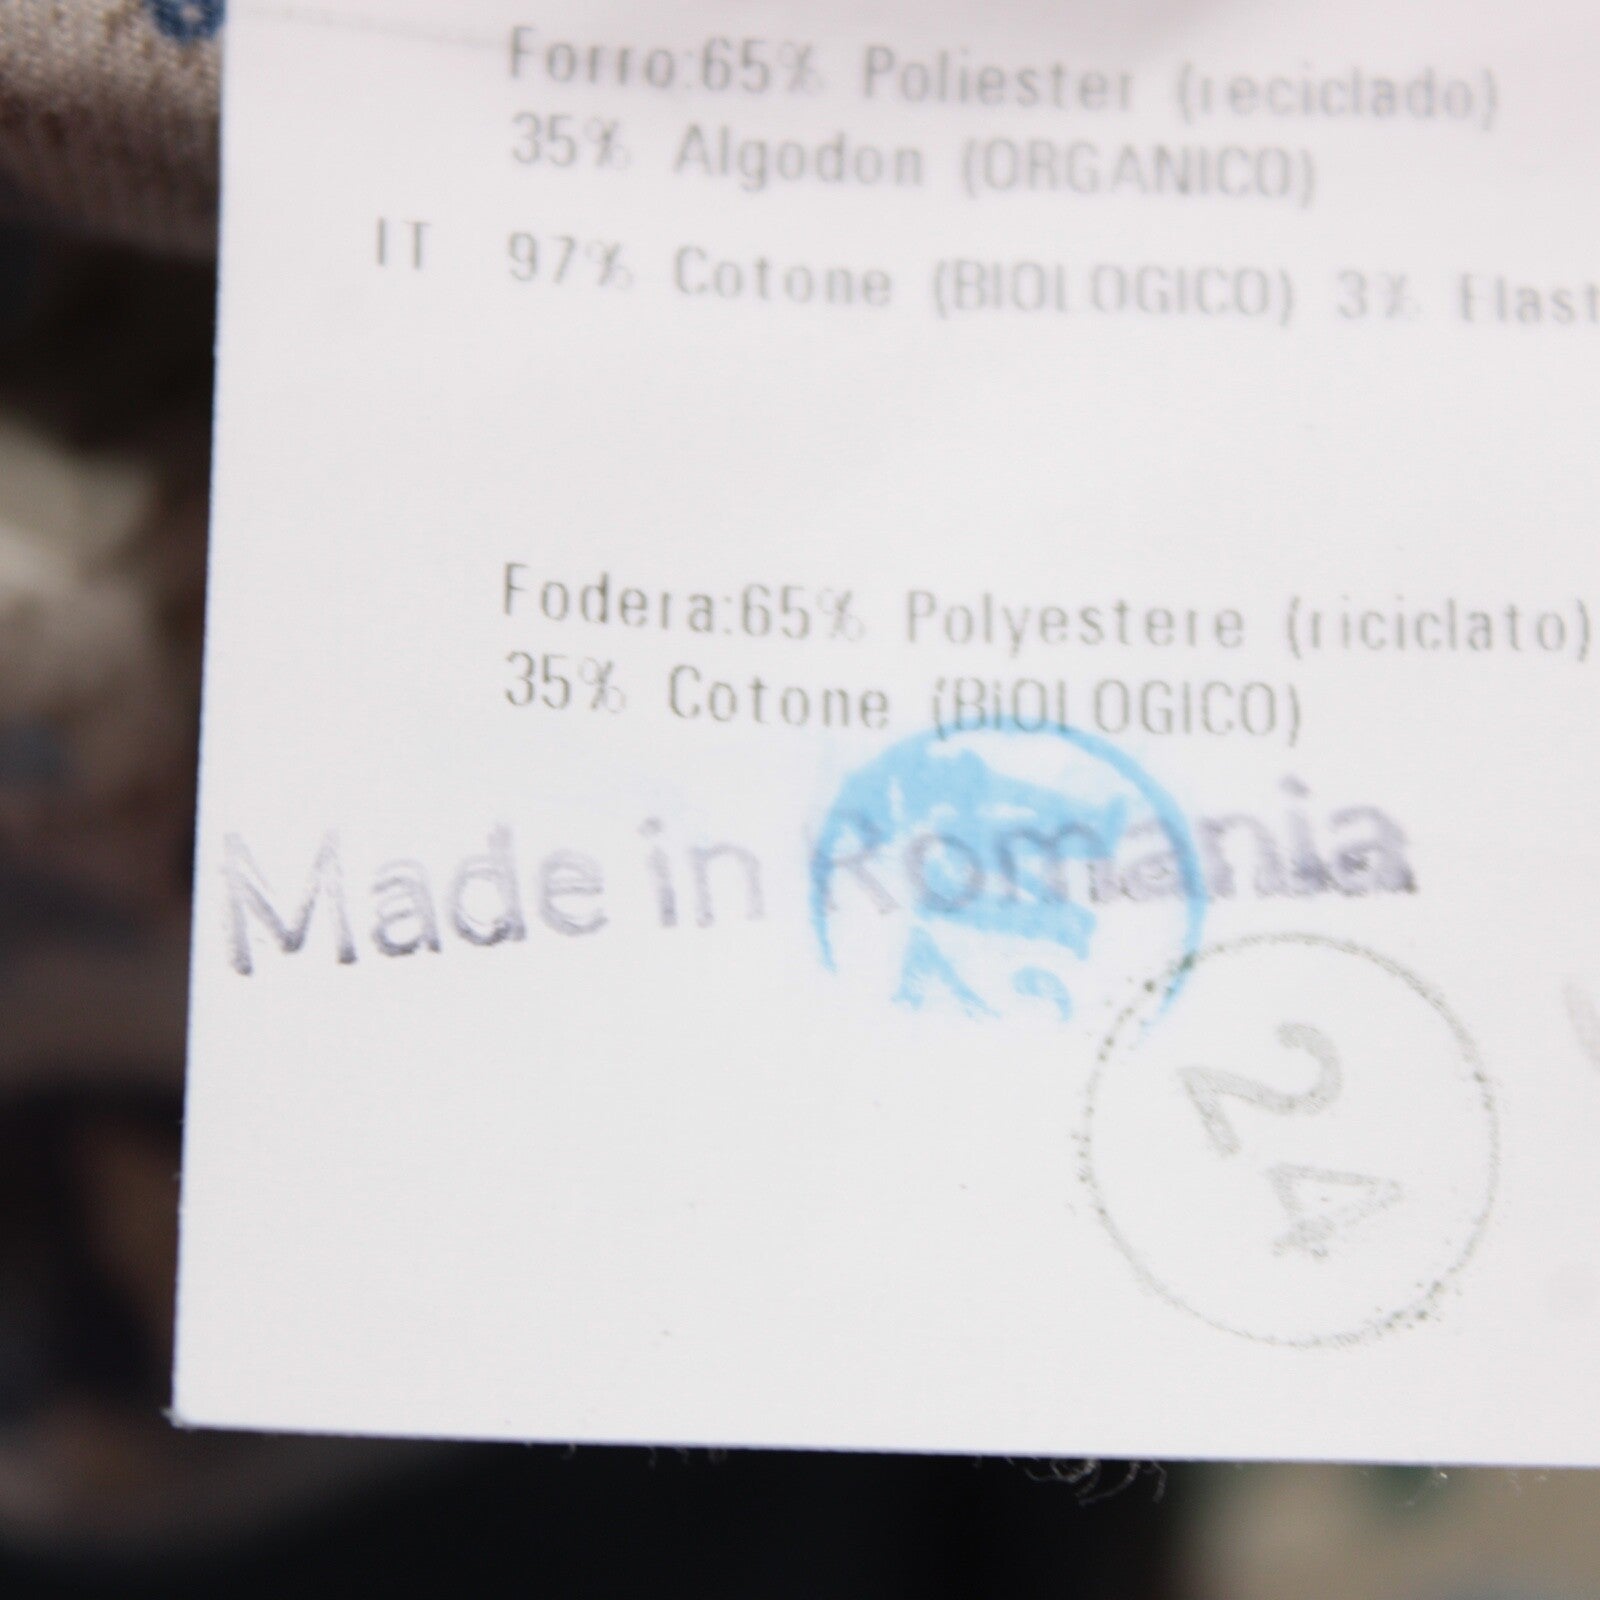 Forro:65% Poliester (reciclado)
35% Algodon (ORGANICO)
IT 97% Cotone (BIOLOGICO) 3% Elast
Fodera:65% Polyestere (riciclato)
35% Cotone (BIOLOGICO)
Made in Romania
24